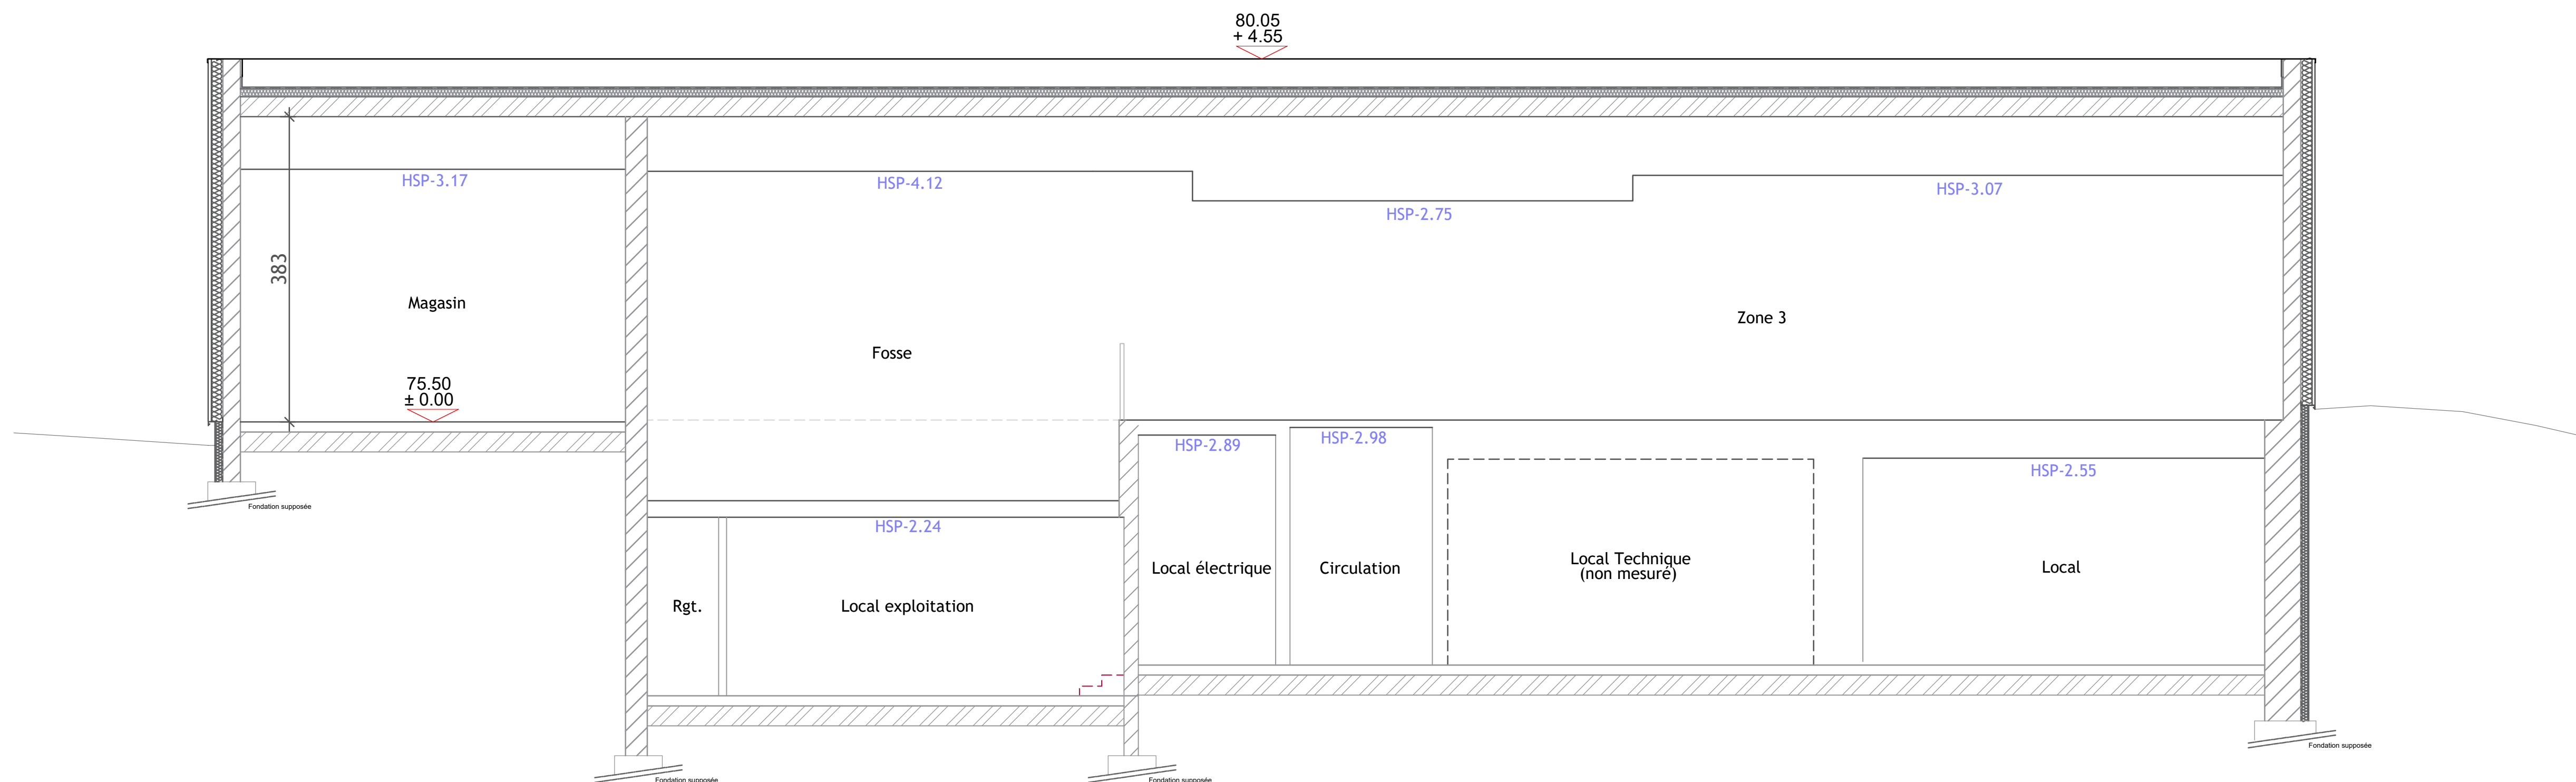 80.05
+ 4.55
HSP-3.17
HSP-4.12
HSP-2.75
HSP-3.07
383
Magasin
Zone 3
Fosse
75.50
± 0.00
HSP-2.89
HSP-2.98
HSP-2.55
Fondation supposée
HSP-2.24
Local électrique
Circulation
Local Technique
(non mesuré)
Local
Rgt.
Local exploitation
Fondation supposée
Fondation supposée
Fondation supposée